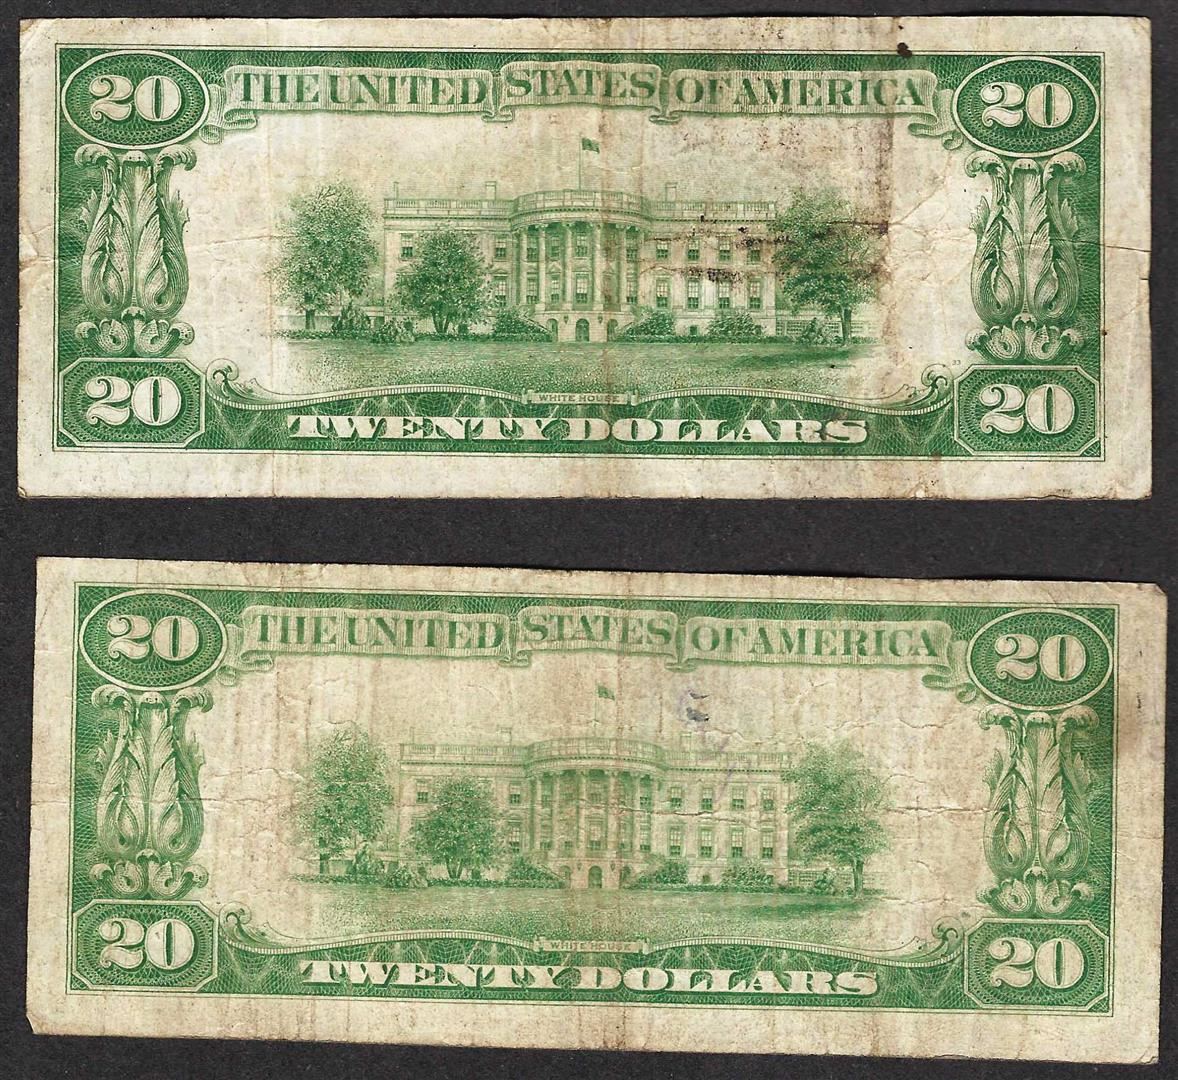 20 THE UNITED STATES OF AMERICA 20
33
WHITE HOUSE
20 TWENTY DOLLARS 20
20 THE UNITED STATES OF AMERICA 20
WHITE HOUSE
20 TWENTY DOLLARS 20